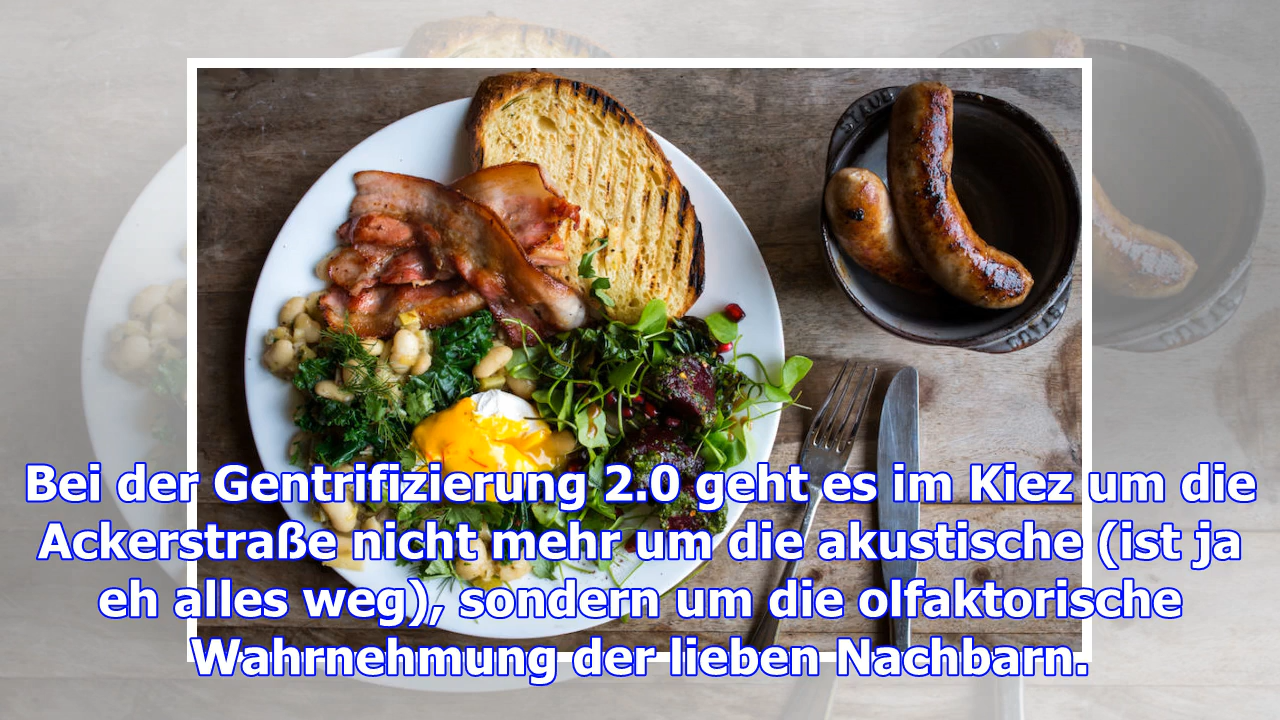 Bei der Gentrifizierung 2.0 geht es im Kiez um die
Ackerstraße nicht mehr um die akustische (ist ja
eh alles weg), sondern um die olfaktorische
Wahrnehmung der lieben Nachbarn.
STAUB